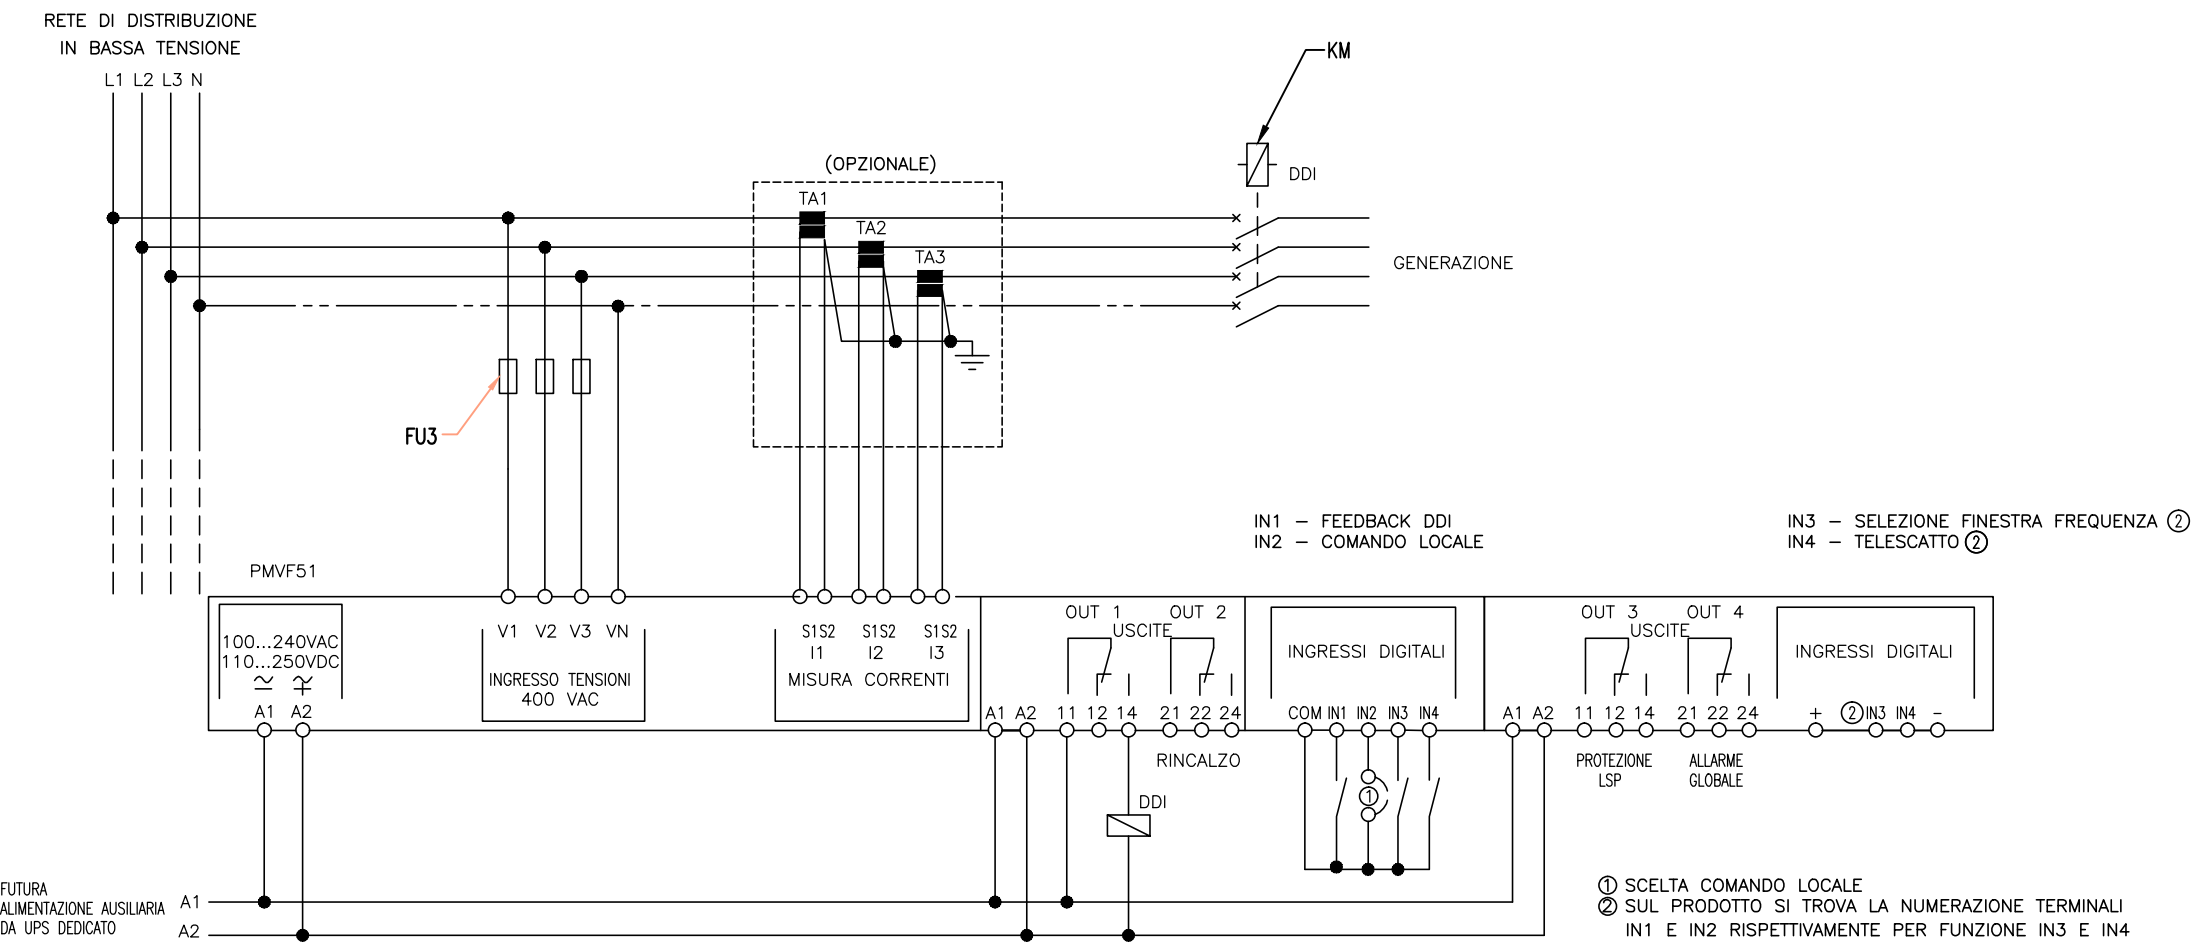 RETE DI DISTRIBUZIONE
IN BASSA TENSIONE
L1 L2 L3 N
KM
(OPZIONALE)
DDI
TA1
TA2
TA3
GENERAZIONE
FU3
IN1 – FEEDBACK DDI
IN2 – COMANDO LOCALE
IN3 – SELEZIONE FINESTRA FREQUENZA ②
IN4 – TELESCATTO ②
PMVF51
100...240VAC
110...250VDC
A1 A2
V1 V2 V3 VN
INGRESSO TENSIONI
400 VAC
S1S2 S1S2 S1S2
I1 I2 I3
MISURA CORRENTI
OUT 1 OUT 2
USCITE
A1 A2 11 12 14 21 22 24
RINCALZO
INGRESSI DIGITALI
COM IN1 IN2 IN3 IN4
OUT 3 OUT 4
USCITE
A1 A2 11 12 14 21 22 24
PROTEZIONE
LSP
ALLARME
GLOBALE
INGRESSI DIGITALI
+ ② IN3 IN4 -
DDI
①
FUTURA
ALIMENTAZIONE AUSILIARIA
DA UPS DEDICATO
A1
A2
① SCELTA COMANDO LOCALE
② SUL PRODOTTO SI TROVA LA NUMERAZIONE TERMINALI
IN1 E IN2 RISPETTIVAMENTE PER FUNZIONE IN3 E IN4